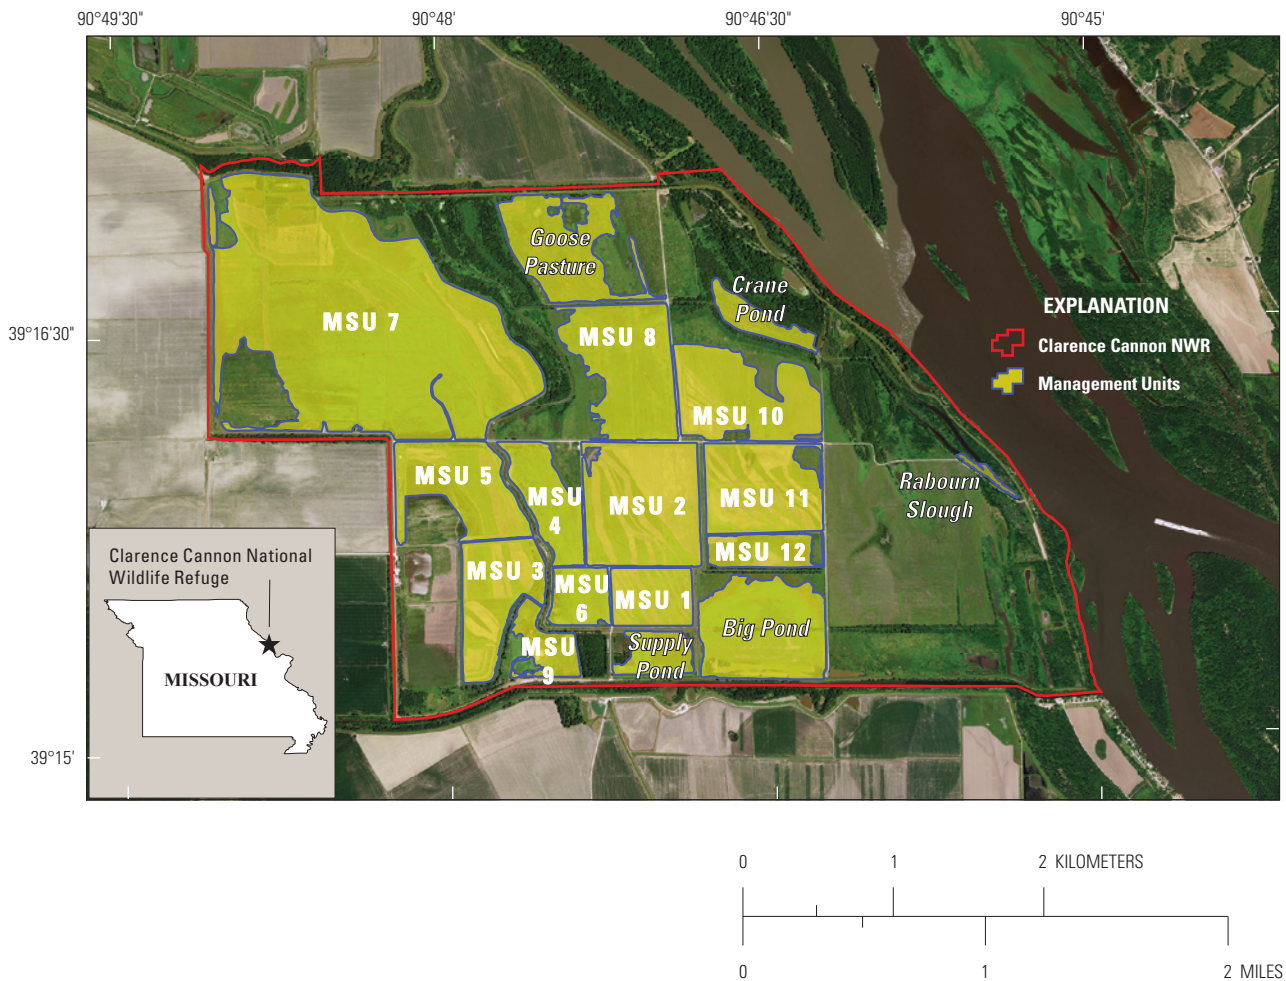 90°49'30"
90°48'
90°46'30"
90°45'
39°16'30"
39°15'
Goose
Pasture
Crane
Pond
MSU 7
MSU 8
MSU 10
EXPLANATION
Clarence Cannon NWR
Management Units
MSU 5
MSU
4
MSU 2
MSU 11
Rabourn
Slough
MSU 12
MSU 3
MSU
6
MSU 1
Big Pond
Supply
Pond
MSU
9
Clarence Cannon National
Wildlife Refuge
MISSOURI
0 1 2 KILOMETERS
0 1 2 MILES